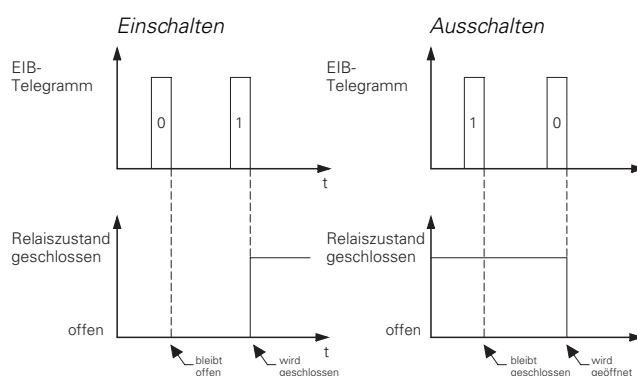 Einschalten
EIB-
Telegramm
0
1
t
Relaiszustand
geschlossen
offen
bleibt
offen
wird
geschlossen
t
Ausschalten
EIB-
Telegramm
1
0
Relaiszustand
geschlossen
offen
bleibt
geschlossen
wird
geöffnet